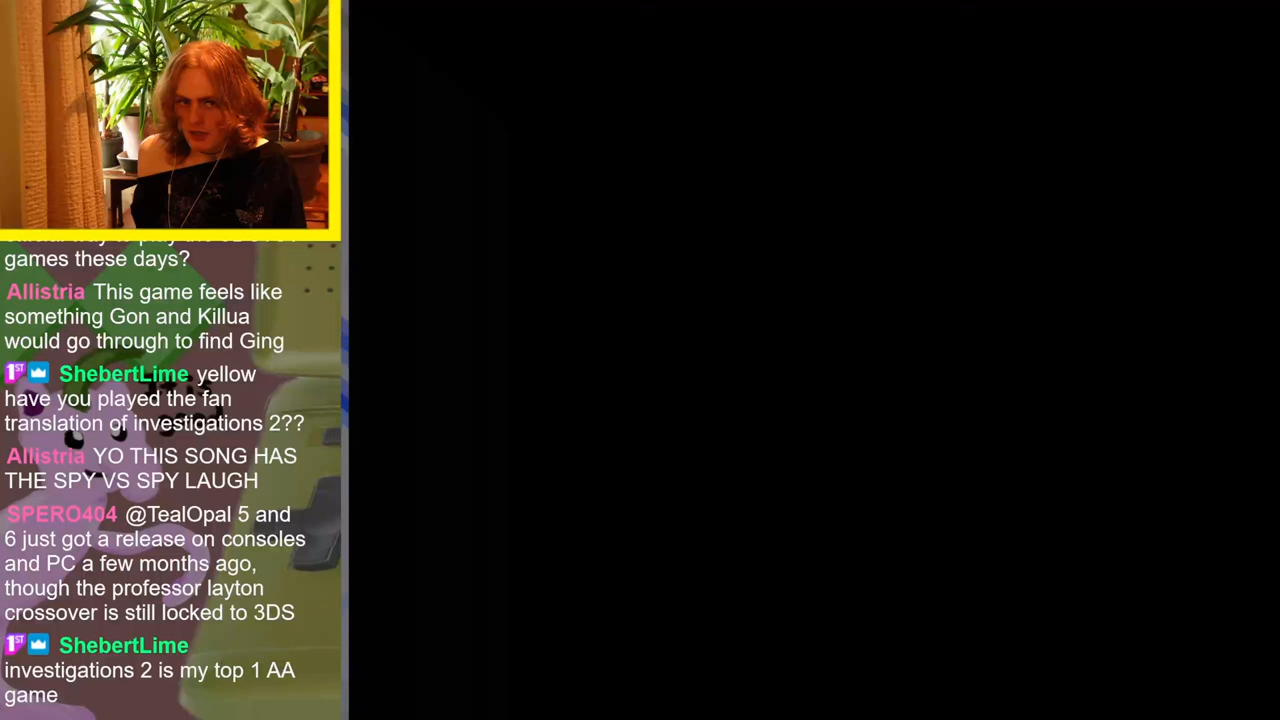 games these days?
Allistria This game feels like
something Gon and Killua
would go through to find Ging
1ST ShebertLime yellow
have you played the fan
translation of investigations 2??
Allistria YO THIS SONG HAS
THE SPY VS SPY LAUGH
SPERO404 @TealOpal 5 and
6 just got a release on consoles
and PC a few months ago,
though the professor layton
crossover is still locked to 3DS
1ST ShebertLime
investigations 2 is my top 1 AA
game